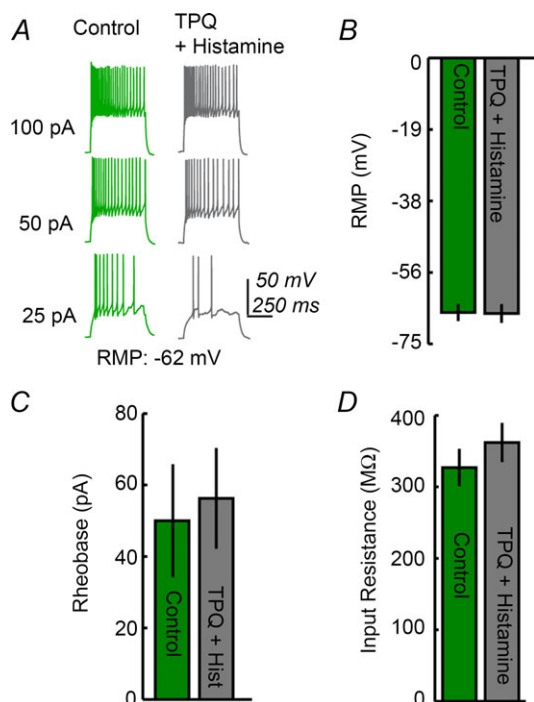 A
Control
TPQ
+ Histamine
100 pA
50 pA
25 pA
50 mV
250 ms
RMP: -62 mV
B
RMP (mV)
0
-19
-38
-56
-75
Control
TPQ + Histamine
C
Rheobase (pA)
80
60
40
20
0
Control
TPQ + Hist
D
Input Resistance (MΩ)
400
300
200
100
0
Control
TPQ + Histamine